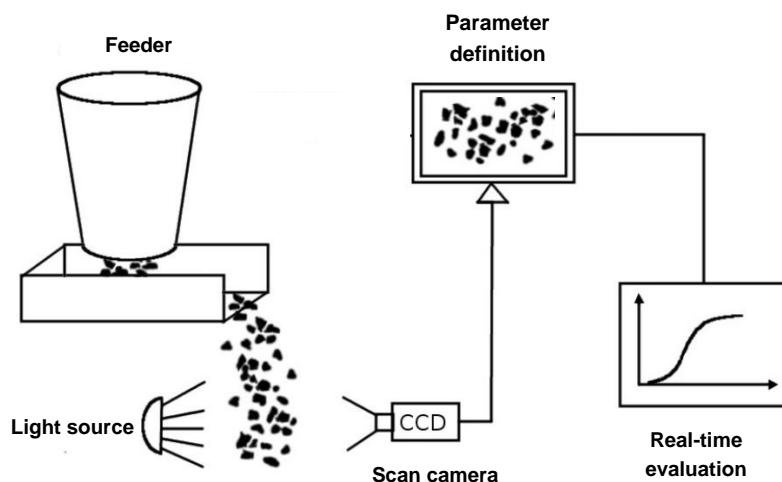 Feeder
Parameter
definition
Light source
CCD
Scan camera
Real-time
evaluation